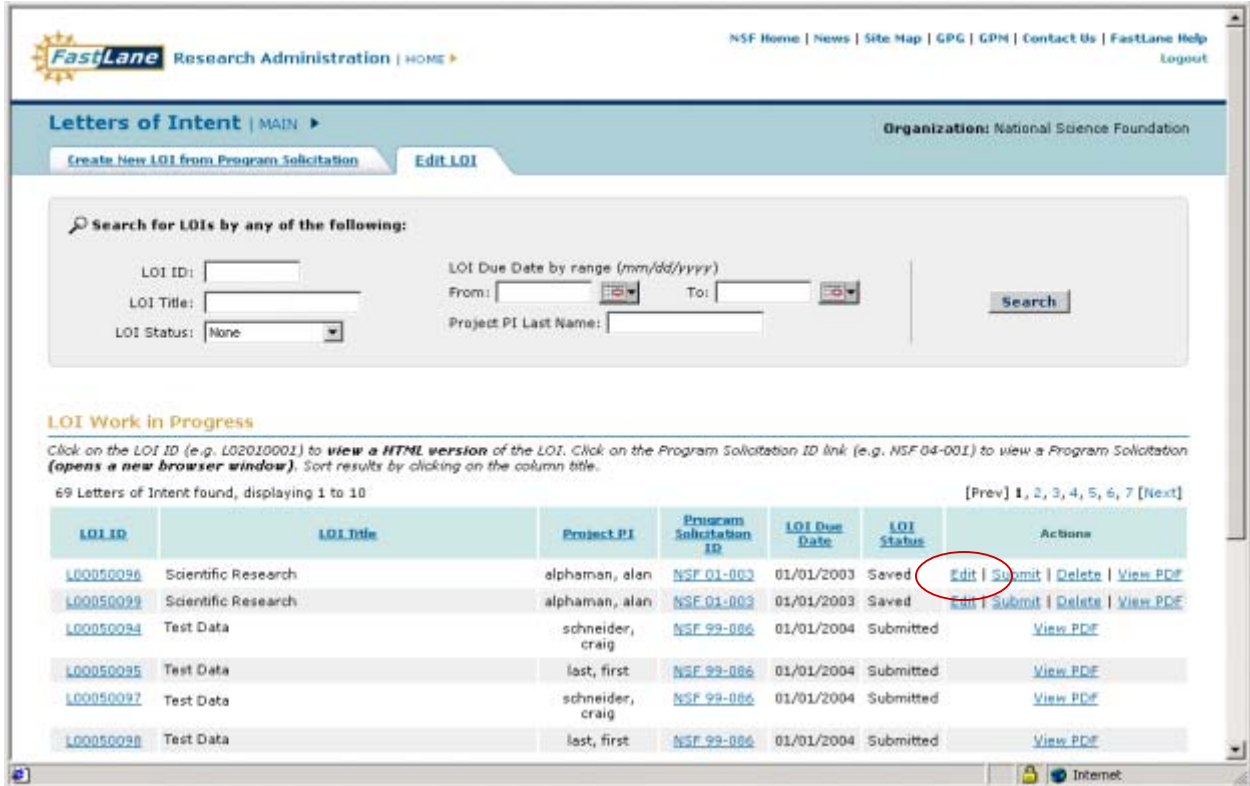 NSF Home | News | Site Map | GPG | GPM | Contact Us | FastLane Help
FastLane Research Administration | HOME
Logout
Letters of Intent | MAIN
Organization: National Science Foundation
Create New LOI from Program Solicitation Edit LOI
Search for LOIs by any of the following:
LOI ID: LOI Due Date by range (mm/dd/yyyy)
LOI Title: From: To: Search
LOI Status: None Project PI Last Name:
LOI Work in Progress
Click on the LOI ID (e.g. L02010001) to view a HTML version of the LOI. Click on the Program Solicitation ID link (e.g. NSF 04-001) to view a Program Solicitation
(opens a new browser window). Sort results by clicking on the column title.
69 Letters of Intent found, displaying 1 to 10 [Prev] 1, 2, 3, 4, 5, 6, 7 [Next]
LOI ID LOI Title Project PI Program Solicitation ID LOI Due Date LOI Status Actions
L00050096 Scientific Research alphaman, alan NSF 01-003 01/01/2003 Saved Edit | Submit | Delete | View PDF
L00050099 Scientific Research alphaman, alan NSF 01-003 01/01/2003 Saved Edit | Submit | Delete | View PDF
L00050094 Test Data schneider, craig NSF 99-086 01/01/2004 Submitted View PDF
L00050095 Test Data last, first NSF 99-086 01/01/2004 Submitted View PDF
L00050097 Test Data schneider, craig NSF 99-086 01/01/2004 Submitted View PDF
L00050098 Test Data last, first NSF 99-086 01/01/2004 Submitted View PDF
Internet